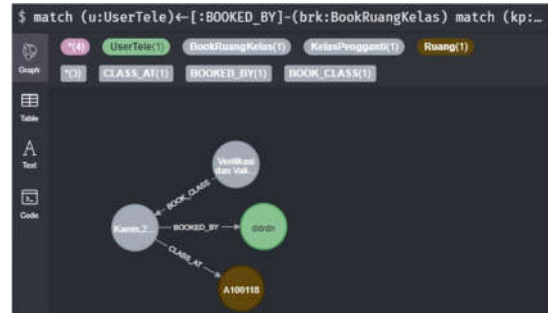 $ match (u:UserTele)←[:BOOKED_BY]-(brk:BookRuangKelas) match (kp:…
*(4) UserTele(1) BookRuangKelas(1) KelasPengganti(1) Ruang(1)
*(3) CLASS_AT(1) BOOKED_BY(1) BOOK_CLASS(1)
Graph
Table
Text
Code
Verifikasi
dan Vali...
BOOK_CLASS
Kamis,2...
BOOKED_BY
CLASS_AT
A100118